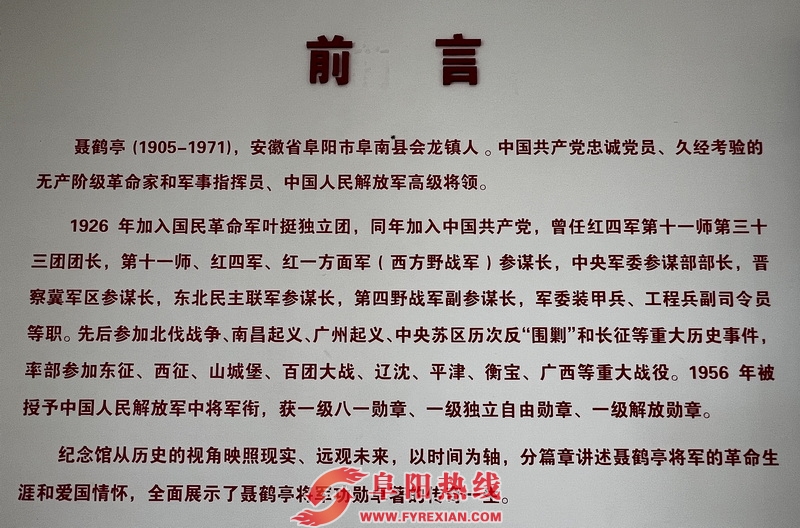 前 言
聂鹤亭(1905-1971)，安徽省阜阳市阜南县会龙镇人。中国共产党忠诚党员、久经考验的
无产阶级革命家和军事指挥员、中国人民解放军高级将领。
1926 年加入国民革命军叶挺独立团，同年加入中国共产党，曾任红四军第十一师第三十
三团团长，第十一师、红四军、红一方面军（西方野战军）参谋长，中央军委参谋部部长，晋
察冀军区参谋长，东北民主联军参谋长，第四野战军副参谋长，军委装甲兵、工程兵副司令员
等职。先后参加北伐战争、南昌起义、广州起义、中央苏区历次反“围剿”和长征等重大历史事件，
率部参加东征、西征、山城堡、百团大战、辽沈、平津、衡宝、广西等重大战役。1956 年被
授予中国人民解放军中将军衔，获一级八一勋章、一级独立自由勋章、一级解放勋章。
纪念馆从历史的视角映照现实、远观未来，以时间为轴，分篇章讲述聂鹤亭将军的革命生
涯和爱国情怀，全面展示了聂鹤亭将军功勋卓著的传奇一生。
阜阳热线
WWW.FYREXIAN.COM